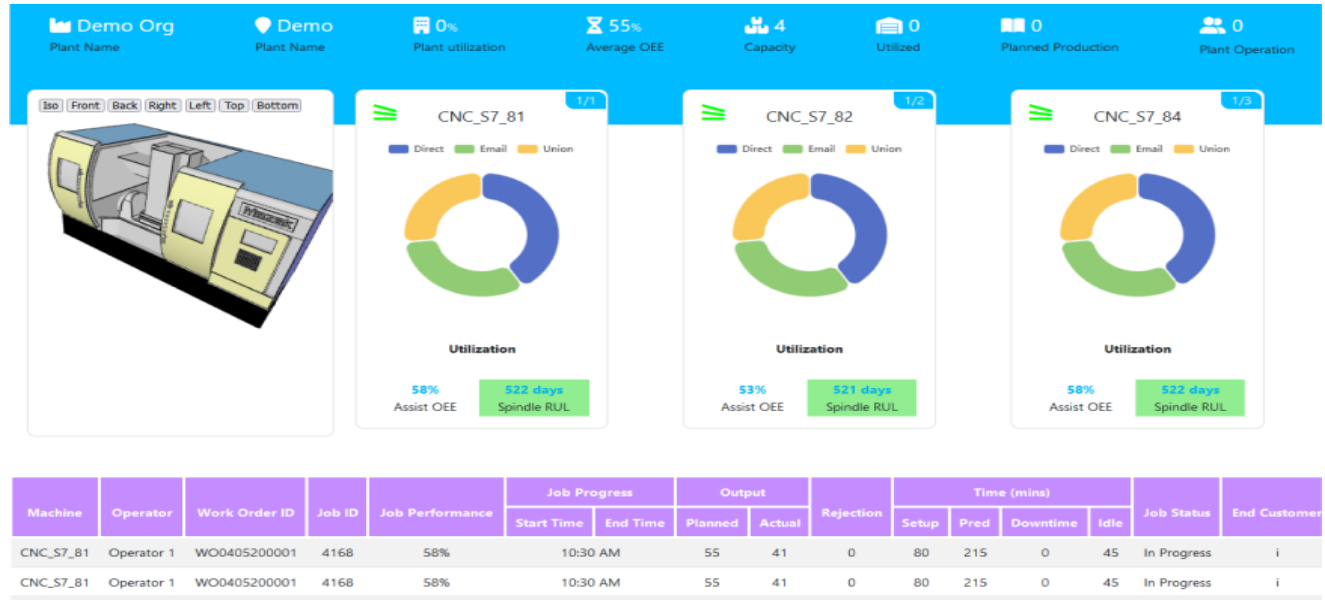 Demo Org Demo 0% 55% 4 0 0 0
Plant Name Plant Name Plant utilization Average OEE Capacity Utilized Planned Production Plant Operation
Iso Front Back Right Left Top Bottom
Mazak
1/1
CNC_S7_81
Direct Email Union
Utilization
58% 522 days
Assist OEE Spindle RUL
1/2
CNC_S7_82
Direct Email Union
Utilization
53% 521 days
Assist OEE Spindle RUL
1/3
CNC_S7_84
Direct Email Union
Utilization
58% 522 days
Assist OEE Spindle RUL
Machine Operator Work Order ID Job ID Job Performance Job Progress Output Rejection Time (mins) Job Status End Customer
Start Time End Time Planned Actual Setup Pred Downtime Idle
CNC_S7_81 Operator 1 WO0405200001 4168 58% 10:30 AM 55 41 0 80 215 0 45 In Progress i
CNC_S7_81 Operator 1 WO0405200001 4168 58% 10:30 AM 55 41 0 80 215 0 45 In Progress i